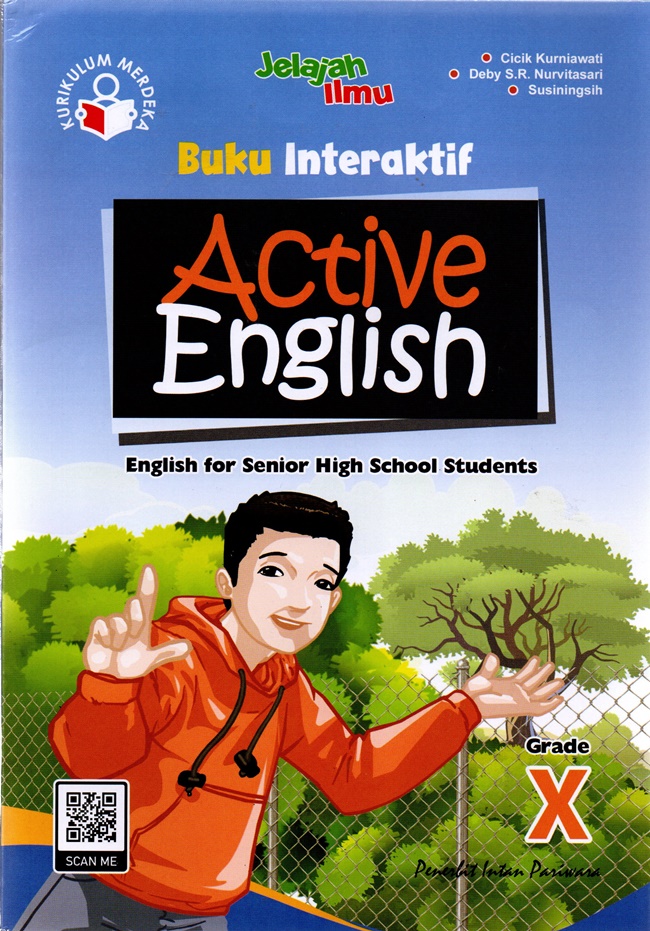 KURIKULUM MERDEKA
Jelajah
Ilmu
Cicik Kurniawati
Deby S.R. Nurvitasari
Susiningsih
Buku Interaktif
Active
English
English for Senior High School Students
Grade
X
SCAN ME
Penerbit Intan Pariwara